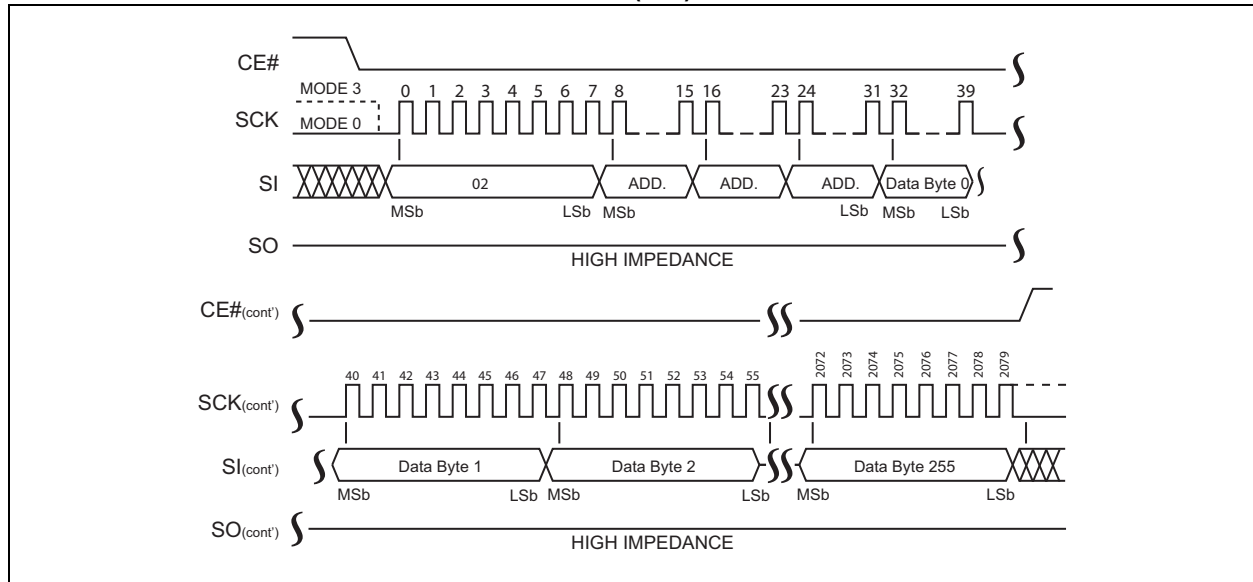 CE#
MODE 3
0 1 2 3 4 5 6 7 8 15 16 23 24 31 32 39
SCK
MODE 0
SI
02 ADD. ADD. ADD. Data Byte 0
MSb LSb MSb LSb MSb LSb
SO
HIGH IMPEDANCE
CE#(cont')
40 41 42 43 44 45 46 47 48 49 50 51 52 53 54 55 2072 2073 2074 2075 2076 2077 2078 2079
SCK(cont')
SI(cont')
Data Byte 1 Data Byte 2 Data Byte 255
MSb LSb MSb LSb MSb LSb
SO(cont')
HIGH IMPEDANCE